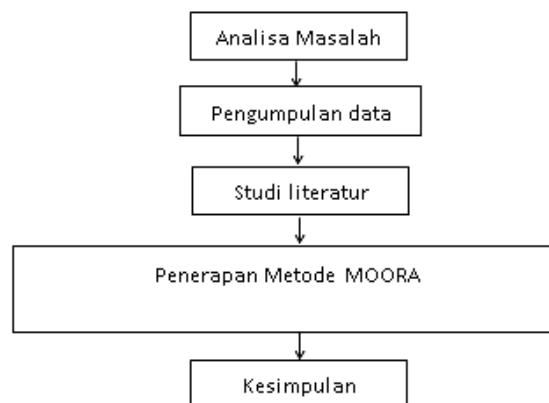 Analisa Masalah
Pengumpulan data
Studi literatur
Penerapan Metode MOORA
Kesimpulan